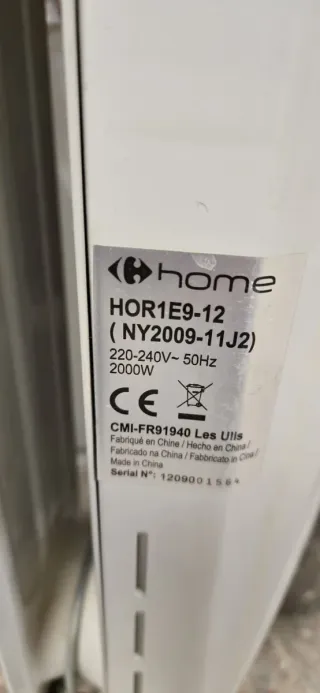 home
HOR1E9-12
( NY2009-11J2)
220-240V~ 50Hz
2000W
CE
CMI-FR91940 Les Ulis
Fabriqué en Chine / Hecho en China /
Fabricado na China / Fabbricato in China /
Made in China
Serial N°: 1209001564